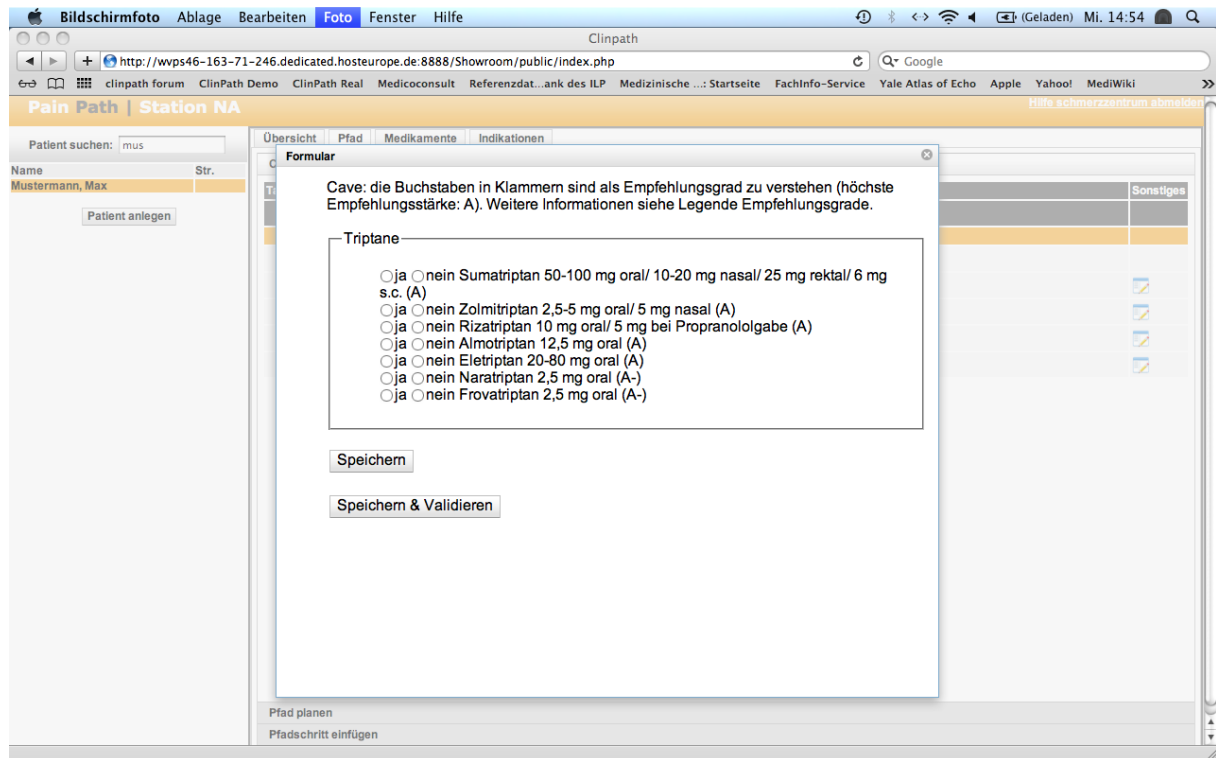 Bildschirmfoto Ablage Bearbeiten Foto Fenster Hilfe (Geladen) Mi. 14:54
Clinpath
http://wvps46-163-71-246.dedicated.hosteurope.de:8888/Showroom/public/index.php Google
clinpath forum ClinPath Demo ClinPath Real Medicoconsult Referenzdat...ank des ILP Medizinische ...: Startseite FachInfo-Service Yale Atlas of Echo Apple Yahoo! MediWiki
Pain Path | Station NA Hilfe schmerzzentrum abmelden
Patient suchen: mus
Name Str.
Mustermann, Max
Patient anlegen
Übersicht Pfad Medikamente Indikationen
Formular
Sonstiges
Cave: die Buchstaben in Klammern sind als Empfehlungsgrad zu verstehen (höchste
Empfehlungsstärke: A). Weitere Informationen siehe Legende Empfehlungsgrade.
Triptane
ja nein Sumatriptan 50-100 mg oral/ 10-20 mg nasal/ 25 mg rektal/ 6 mg
s.c. (A)
ja nein Zolmitriptan 2,5-5 mg oral/ 5 mg nasal (A)
ja nein Rizatriptan 10 mg oral/ 5 mg bei Propranololgabe (A)
ja nein Almotriptan 12,5 mg oral (A)
ja nein Eletriptan 20-80 mg oral (A)
ja nein Naratriptan 2,5 mg oral (A-)
ja nein Frovatriptan 2,5 mg oral (A-)
Speichern
Speichern & Validieren
Pfad planen
Pfadschritt einfügen